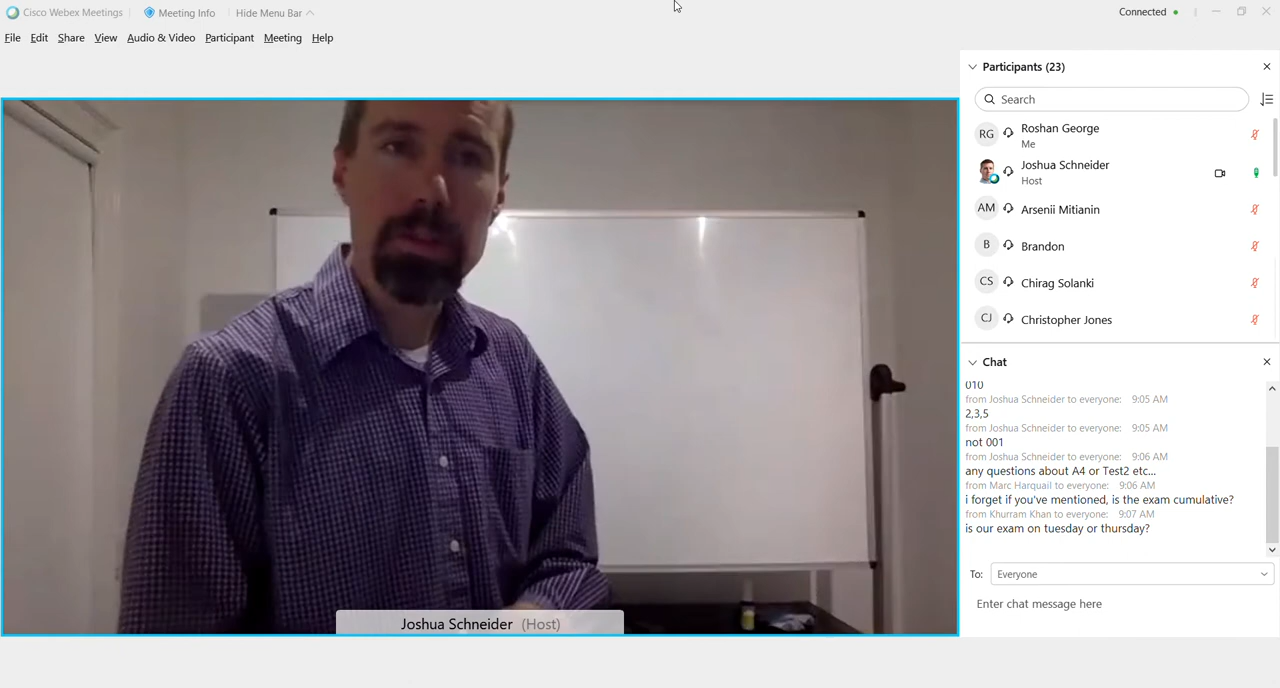 Cisco Webex Meetings
Meeting Info
Hide Menu Bar
Connected
File Edit Share View Audio & Video Participant Meeting Help
Participants (23)
Search
RG Roshan George
Me
Joshua Schneider
Host
AM Arsenii Mitianin
B Brandon
CS Chirag Solanki
CJ Christopher Jones
Chat
010
from Joshua Schneider to everyone: 9:05 AM
2,3,5
from Joshua Schneider to everyone: 9:05 AM
not 001
from Joshua Schneider to everyone: 9:06 AM
any questions about A4 or Test2 etc...
from Marc Harquail to everyone: 9:06 AM
i forget if you've mentioned, is the exam cumulative?
from Khurram Khan to everyone: 9:07 AM
is our exam on tuesday or thursday?
To: Everyone
Enter chat message here
Joshua Schneider (Host)